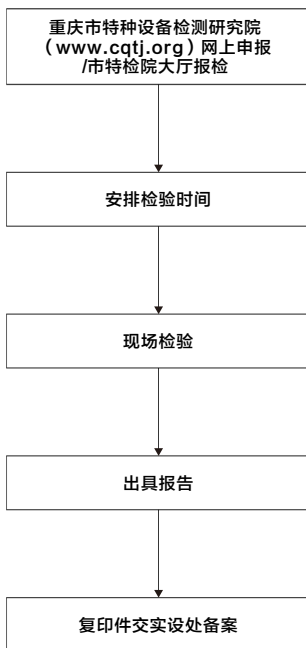 重庆市特种设备检测研究院
（www.cqtj.org）网上申报
/市特检院大厅报检
安排检验时间
现场检验
出具报告
复印件交实设处备案